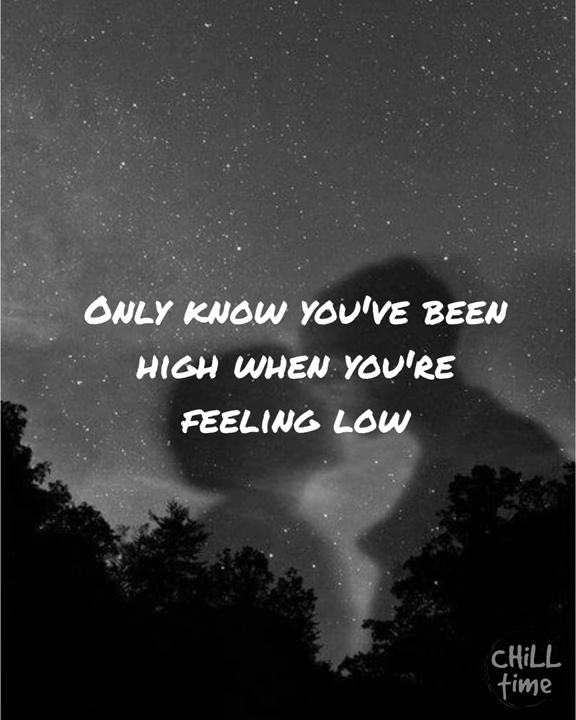 Only know you've been
high when you're
feeling low
CHiLL
time